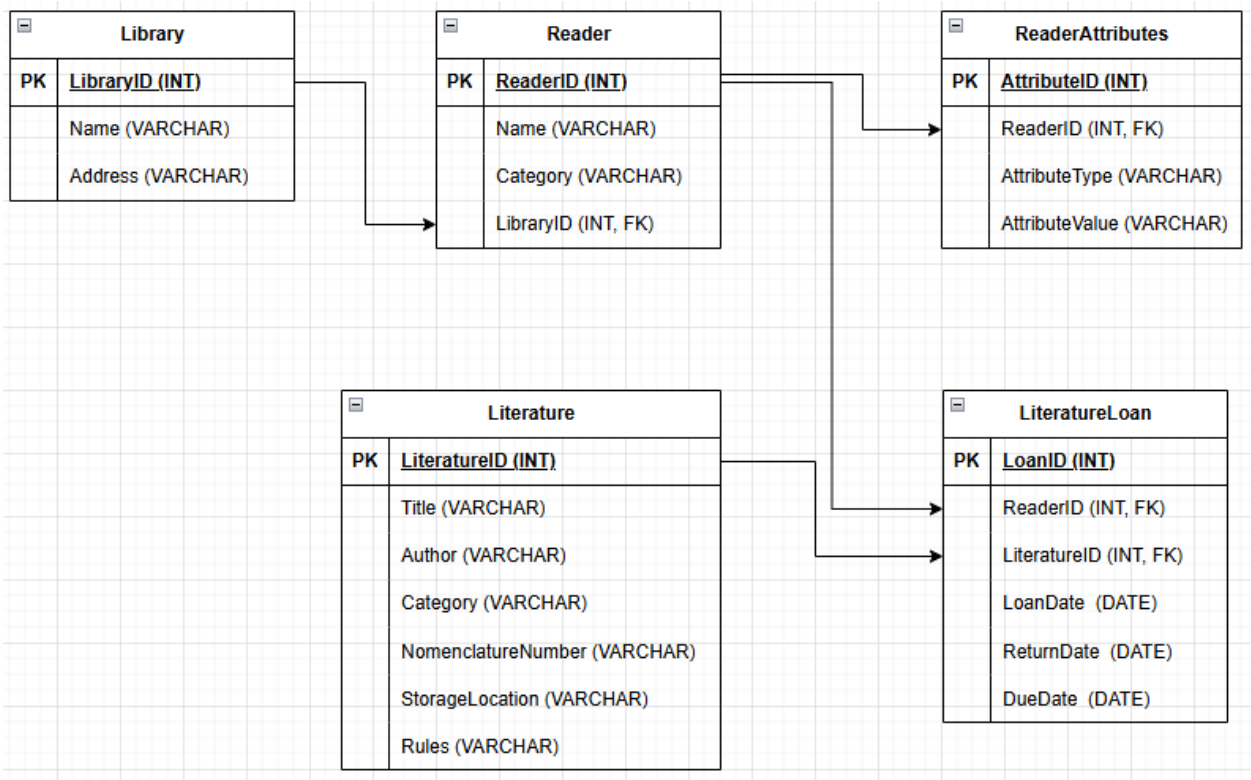 Library
PK LibraryID (INT)
Name (VARCHAR)
Address (VARCHAR)
Reader
PK ReaderID (INT)
Name (VARCHAR)
Category (VARCHAR)
LibraryID (INT, FK)
ReaderAttributes
PK AttributeID (INT)
ReaderID (INT, FK)
AttributeType (VARCHAR)
AttributeValue (VARCHAR)
Literature
PK LiteratureID (INT)
Title (VARCHAR)
Author (VARCHAR)
Category (VARCHAR)
NomenclatureNumber (VARCHAR)
StorageLocation (VARCHAR)
Rules (VARCHAR)
LiteratureLoan
PK LoanID (INT)
ReaderID (INT, FK)
LiteratureID (INT, FK)
LoanDate (DATE)
ReturnDate (DATE)
DueDate (DATE)